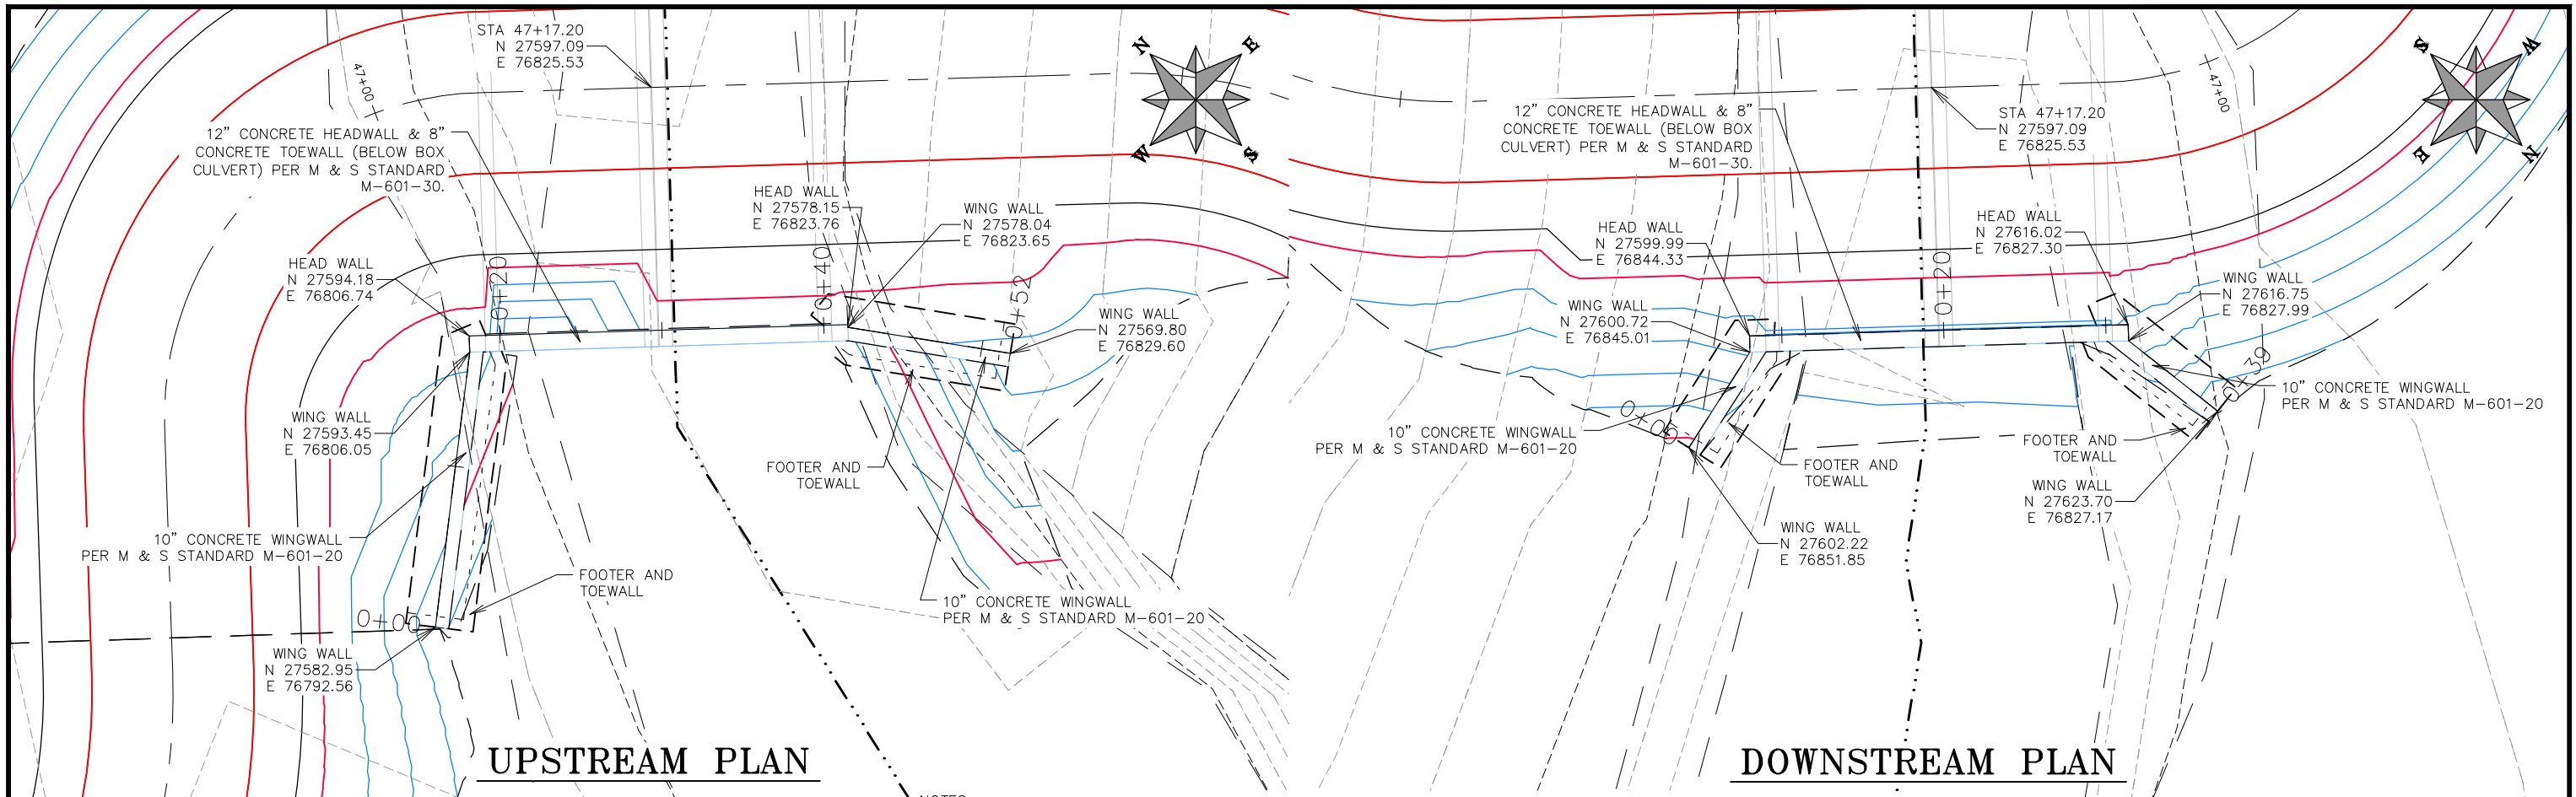 STA 47+17.20
N 27597.09
E 76825.53
47+00
12" CONCRETE HEADWALL & 8"
CONCRETE TOEWALL (BELOW BOX
CULVERT) PER M & S STANDARD
M-601-30.
N
E
W
S
HEAD WALL
N 27578.15
E 76823.76
WING WALL
N 27578.04
E 76823.65
HEAD WALL
N 27594.18
E 76806.74
0+20
0+40
0+52
WING WALL
N 27569.80
E 76829.60
WING WALL
N 27593.45
E 76806.05
FOOTER AND
TOEWALL
10" CONCRETE WINGWALL
PER M & S STANDARD M-601-20
FOOTER AND
TOEWALL
10" CONCRETE WINGWALL
PER M & S STANDARD M-601-20
0+05
WING WALL
N 27582.95
E 76792.56
UPSTREAM PLAN
12" CONCRETE HEADWALL & 8"
CONCRETE TOEWALL (BELOW BOX
CULVERT) PER M & S STANDARD
M-601-30.
STA 47+17.20
N 27597.09
E 76825.53
47+00
S
W
E
N
HEAD WALL
N 27599.99
E 76844.33
HEAD WALL
N 27616.02
E 76827.30
0+20
WING WALL
N 27600.72
E 76845.01
WING WALL
N 27616.75
E 76827.99
0+39
10" CONCRETE WINGWALL
PER M & S STANDARD M-601-20
0+05
10" CONCRETE WINGWALL
PER M & S STANDARD M-601-20
FOOTER AND
TOEWALL
FOOTER AND
TOEWALL
WING WALL
N 27623.70
E 76827.17
WING WALL
N 27602.22
E 76851.85
DOWNSTREAM PLAN